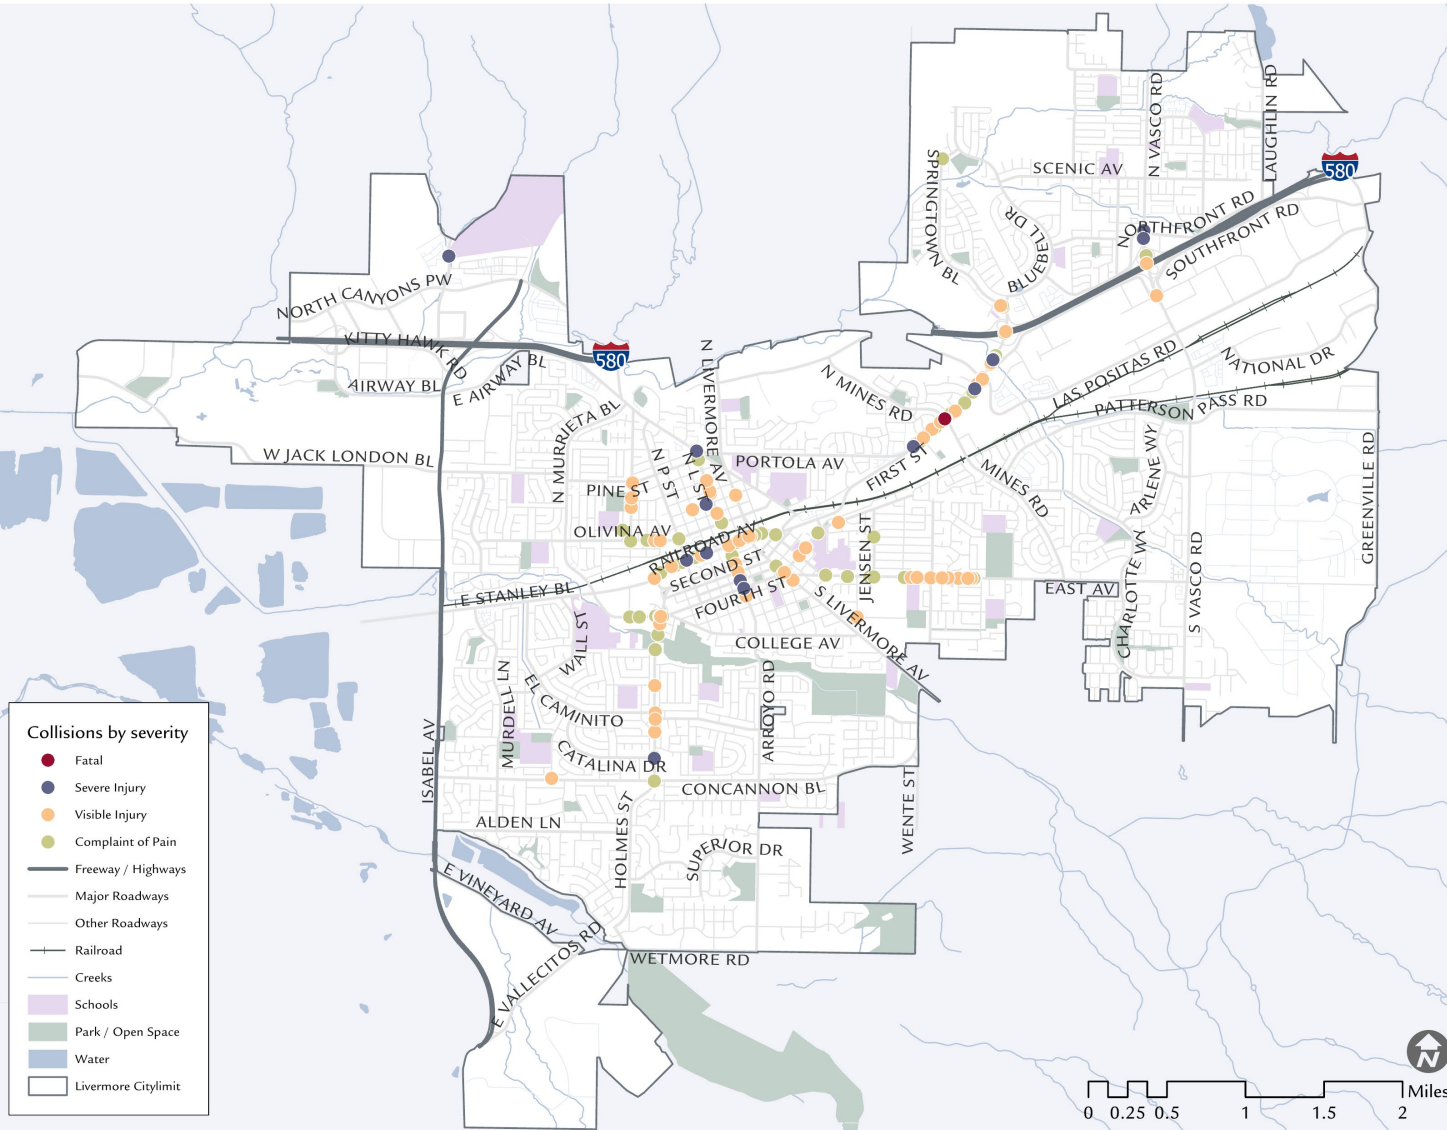 580
SPRINGTOWN BL
SCENIC AV
N VASCO RD
LAUGHLIN RD
BLUEBELL DR
NORTHFRONT RD
SOUTHFRONT RD
NORTH CANYONS PW
KITTY HAWK RD
AIRWAY BL
E AIRWAY BL
580
N LIVERMORE AV
N MINES RD
LAS POSITAS RD
NATIONAL DR
PATTERSON PASS RD
N MURRIETA BL
W JACK LONDON BL
N P ST
N L ST
PORTOLA AV
FIRST ST
MINES RD
ARLENE WY
GREENVILLE RD
PINE ST
OLIVINA AV
RAILROAD AV
JENSEN ST
SECOND ST
E STANLEY BL
FOURTH ST
S LIVERMORE AV
EAST AV
CHARLOTTE WY
S VASCO RD
WALL ST
COLLEGE AV
MURDELL LN
EL CAMINITO
ARROYO RD
ISABEL AV
CATALINA DR
CONCANNON BL
WENTE ST
ALDEN LN
HOLMES ST
SUPERIOR DR
E VINEYARD AV
E VALLECITOS RD
WETMORE RD
Collisions by severity
Fatal
Severe Injury
Visible Injury
Complaint of Pain
Freeway / Highways
Major Roadways
Other Roadways
Railroad
Creeks
Schools
Park / Open Space
Water
Livermore Citylimit
N
Miles
0 0.25 0.5 1 1.5 2